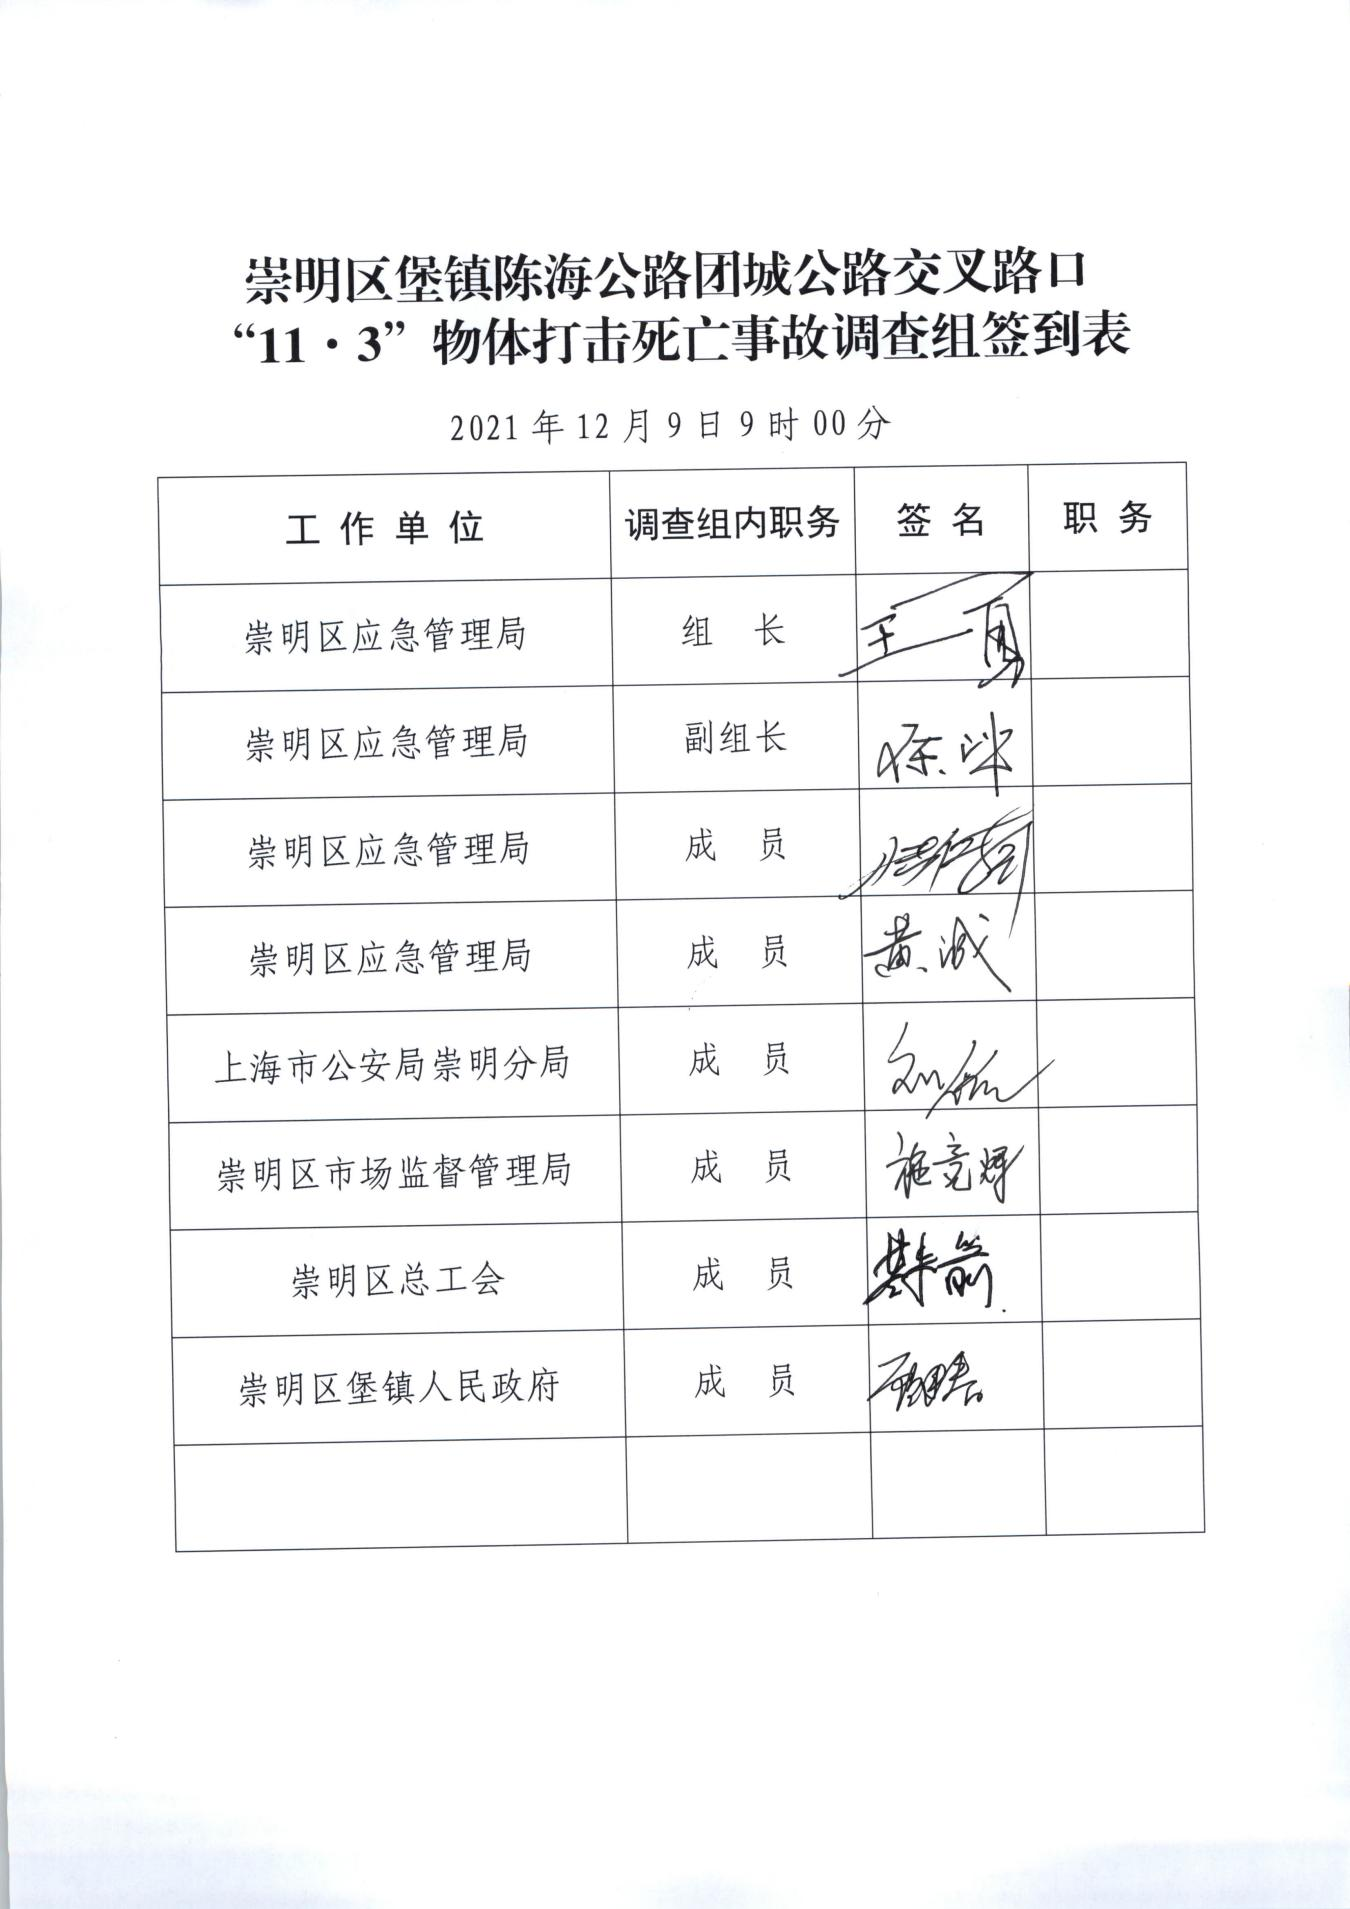 崇明区堡镇陈海公路团城公路交叉路口
“11·3”物体打击死亡事故调查组签到表
2021年12月9日9时00分
工作单位 调查组内职务 签名 职务
崇明区应急管理局 组 长
崇明区应急管理局 副组长
崇明区应急管理局 成 员
崇明区应急管理局 成 员 黄诚
上海市公安局崇明分局 成 员
崇明区市场监督管理局 成 员 施亮辉
崇明区总工会 成 员
崇明区堡镇人民政府 成 员